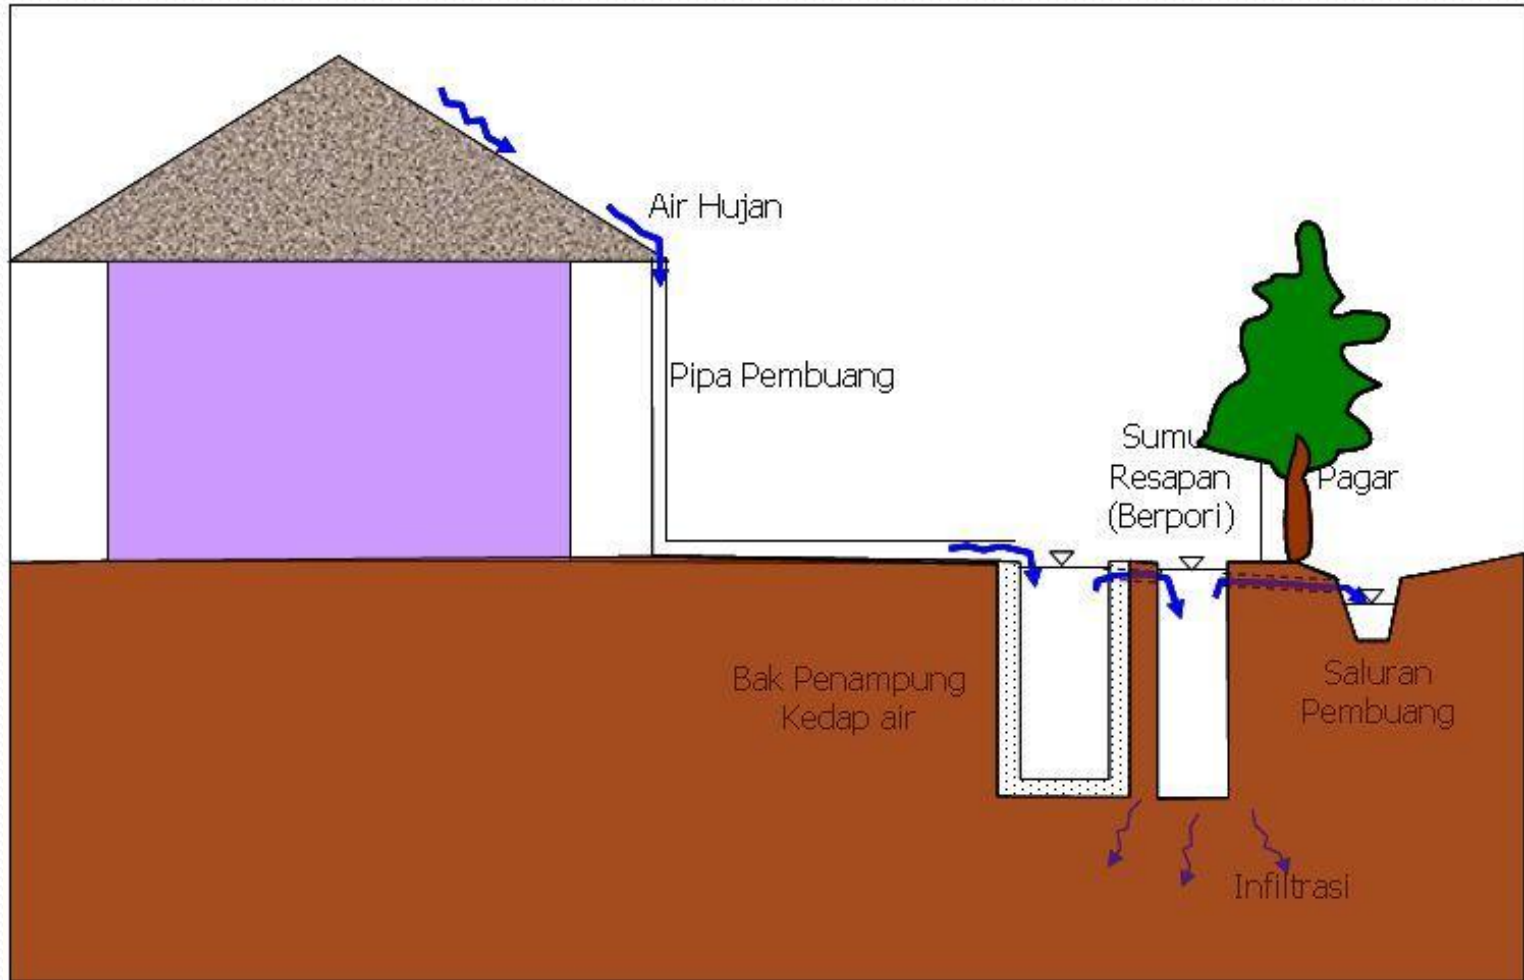 Air Hujan
Pipa Pembuang
Sumu
Resapan
(Berpori)
Pagar
Bak Penampung
Kedap air
Saluran
Pembuang
Infiltrasi